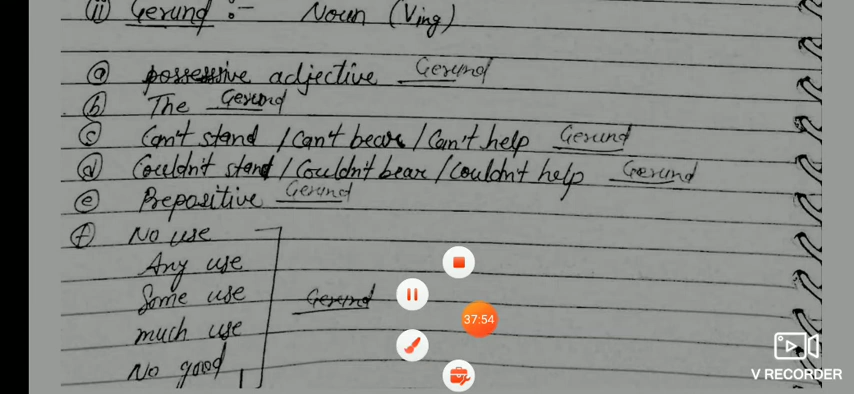 (ii) Gerund :- Noun (Ving)
(a) possessive adjective Gerund
(b) The Gerund
(c) Can't stand / Can't bear / Can't help Gerund
(d) Couldn't stand / Couldn't bear / Couldn't help Gerund
(e) Prepositive Gerund
(f) No use
Any use
Some use Gerund
much use
No good
37:54
V RECORDER